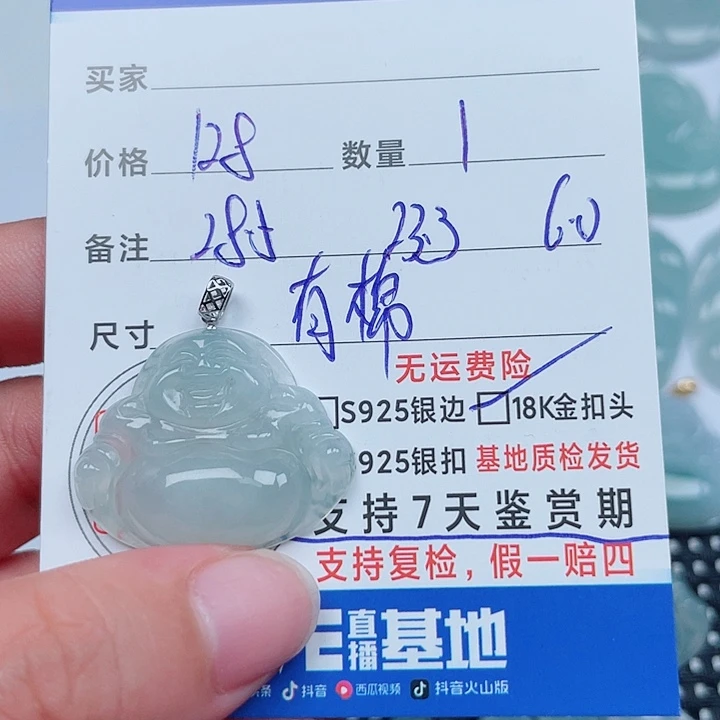 买家
价格 128 数量 1
备注 28.5 23.3 6.0
有棉
尺寸
无运费险
S925银边 18K金扣头
925银扣 基地质检发货
支持7天鉴赏期
支持复检，假一赔四
直播基地
抖音 西瓜视频 抖音火山版